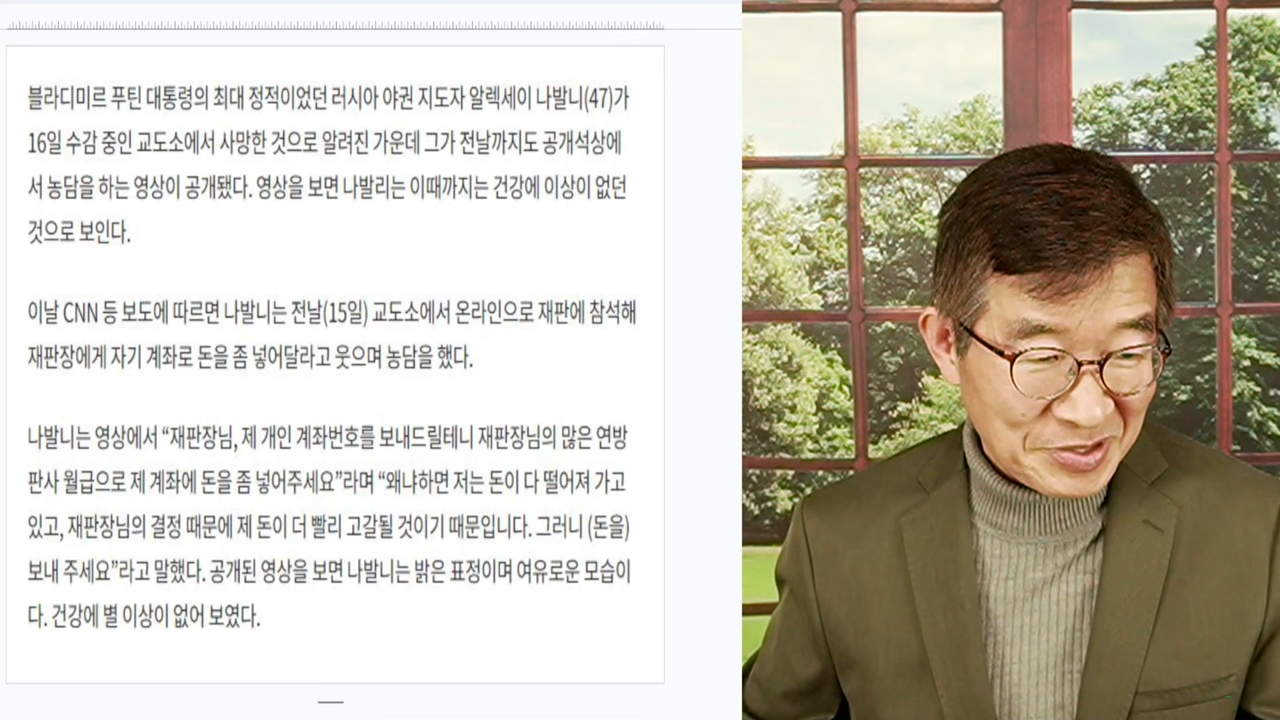 블라디미르 푸틴 대통령의 최대 정적이었던 러시아 야권 지도자 알렉세이 나발니(47)가
16일 수감 중인 교도소에서 사망한 것으로 알려진 가운데 그가 전날까지도 공개석상에
서 농담을 하는 영상이 공개됐다. 영상을 보면 나발리는 이때까지는 건강에 이상이 없던
것으로 보인다.
이날 CNN 등 보도에 따르면 나발니는 전날(15일) 교도소에서 온라인으로 재판에 참석해
재판장에게 자기 계좌로 돈을 좀 넣어달라고 웃으며 농담을 했다.
나발니는 영상에서 “재판장님, 제 개인 계좌번호를 보내드릴테니 재판장님의 많은 연방
판사 월급으로 제 계좌에 돈을 좀 넣어주세요”라며 “왜냐하면 저는 돈이 다 떨어져 가고
있고, 재판장님의 결정 때문에 제 돈이 더 빨리 고갈될 것이기 때문입니다. 그러니 (돈을)
보내 주세요”라고 말했다. 공개된 영상을 보면 나발니는 밝은 표정이며 여유로운 모습이
다. 건강에 별 이상이 없어 보였다.